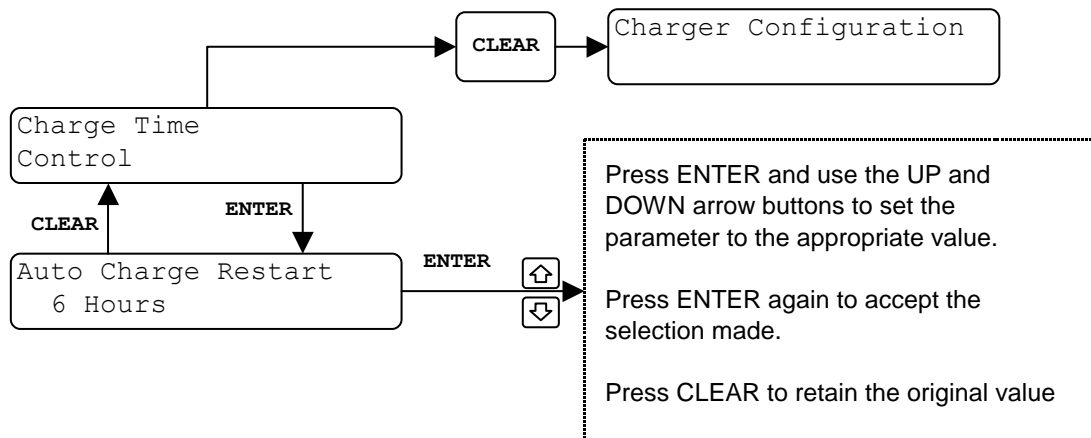 CLEAR
Charger Configuration
Charge Time
Control
CLEAR
ENTER
Auto Charge Restart
6 Hours
ENTER
Press ENTER and use the UP and
DOWN arrow buttons to set the
parameter to the appropriate value.
Press ENTER again to accept the
selection made.
Press CLEAR to retain the original value